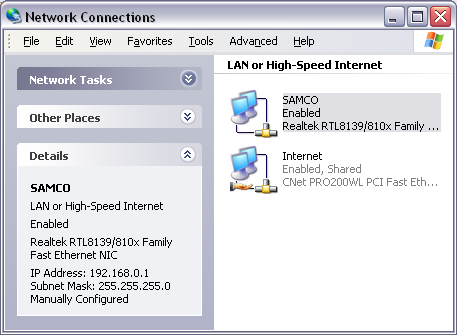 Network Connections
File Edit View Favorites Tools Advanced Help
Network Tasks
Other Places
Details
SAMCO
LAN or High-Speed Internet
Enabled
Realtek RTL8139/810x Family
Fast Ethernet NIC
IP Address: 192.168.0.1
Subnet Mask: 255.255.255.0
Manually Configured
LAN or High-Speed Internet
SAMCO
Enabled
Realtek RTL8139/810x Family ...
Internet
Enabled, Shared
CNet PRO200WL PCI Fast Eth...